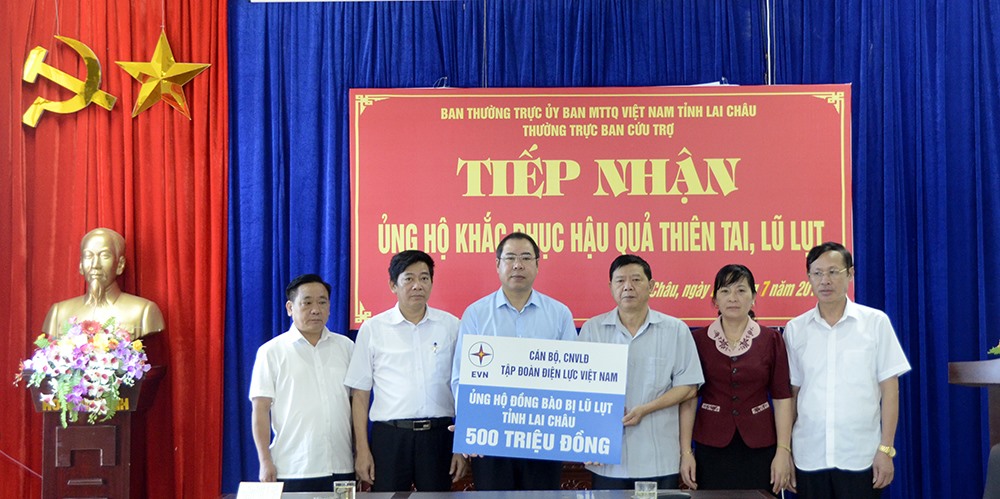 BAN THƯỜNG TRỰC ỦY BAN MTTQ VIỆT NAM TỈNH LAI CHÂU
THƯỜNG TRỰC BAN CỨU TRỢ
TIẾP NHẬN
ỦNG HỘ KHẮC PHỤC HẬU QUẢ THIÊN TAI, LŨ LỤT
Châu, ngày 7 năm
EVN
CÁN BỘ, CNVLĐ
TẬP ĐOÀN ĐIỆN LỰC VIỆT NAM
ỦNG HỘ ĐỒNG BÀO BỊ LŨ LỤT
TỈNH LAI CHÂU
500 TRIỆU ĐỒNG